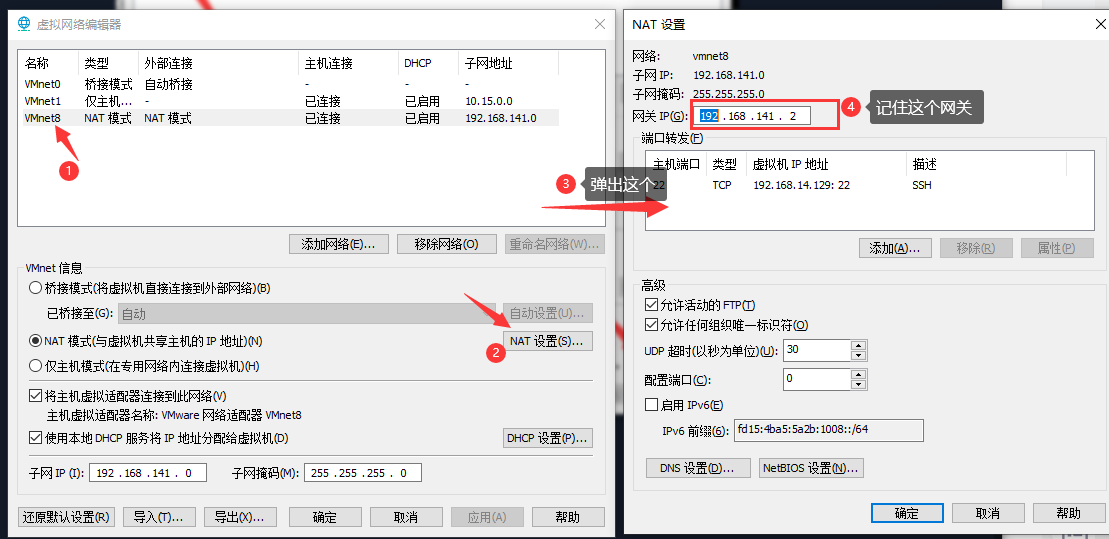 虚拟网络编辑器
名称 类型 外部连接 主机连接 DHCP 子网地址
VMnet0 桥接模式 自动桥接 - - -
VMnet1 仅主机... - 已连接 已启用 10.15.0.0
VMnet8 NAT 模式 NAT 模式 已连接 已启用 192.168.141.0
1
添加网络(E)... 移除网络(O) 重命名网络(W)...
VMnet 信息
桥接模式(将虚拟机直接连接到外部网络)(B)
已桥接至(G): 自动 自动设置(U)...
NAT 模式(与虚拟机共享主机的 IP 地址)(N) NAT 设置(S)...
2
仅主机模式(在专用网络内连接虚拟机)(H)
将主机虚拟适配器连接到此网络(V)
主机虚拟适配器名称: VMware 网络适配器 VMnet8
使用本地 DHCP 服务将 IP 地址分配给虚拟机(D) DHCP 设置(P)...
子网 IP (I): 192 . 168 . 141 . 0 子网掩码(M): 255 . 255 . 255 . 0
还原默认设置(R) 导入(T)... 导出(X)... 确定 取消 应用(A) 帮助
3 弹出这个
NAT 设置
网络: vmnet8
子网 IP: 192.168.141.0
子网掩码: 255.255.255.0
网关 IP(G): 192 . 168 . 141 . 2
4 记住这个网关
端口转发(F)
主机端口 类型 虚拟机 IP 地址 描述
22 TCP 192.168.14.129: 22 SSH
添加(A)... 移除(R) 属性(P)
高级
允许活动的 FTP(T)
允许任何组织唯一标识符(O)
UDP 超时(以秒为单位)(U): 30
配置端口(C): 0
启用 IPv6(E)
IPv6 前缀(6): fd15:4ba5:5a2b:1008::/64
DNS 设置(D)... NetBIOS 设置(N)...
确定 取消 帮助